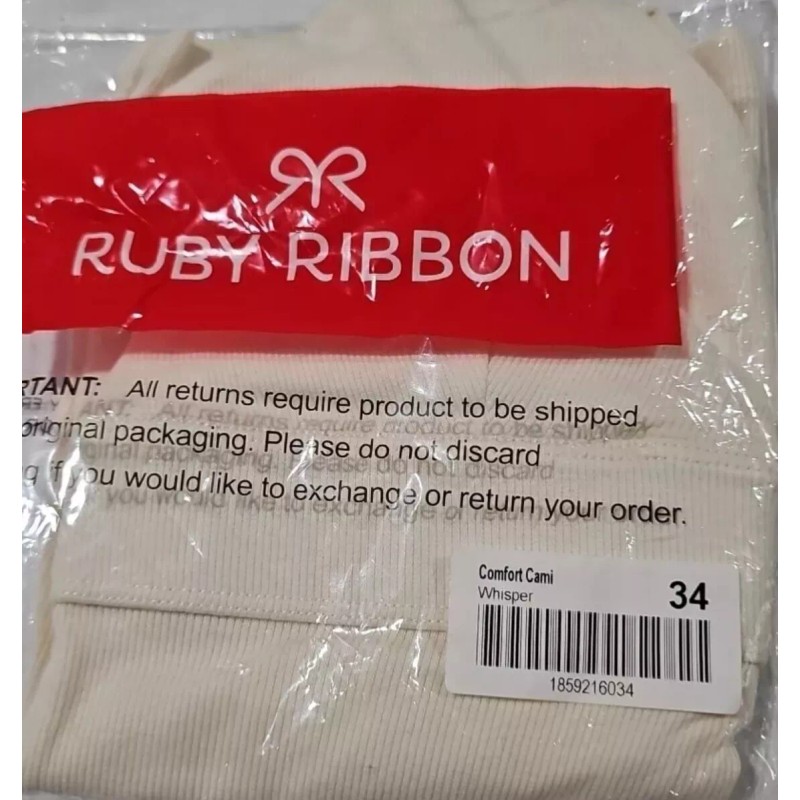 RUBY RIBBON
RTANT: All returns require product to be shipped
original packaging. Please do not discard
g if you would like to exchange or return your order.
Comfort Cami
34
Whisper
1859216034